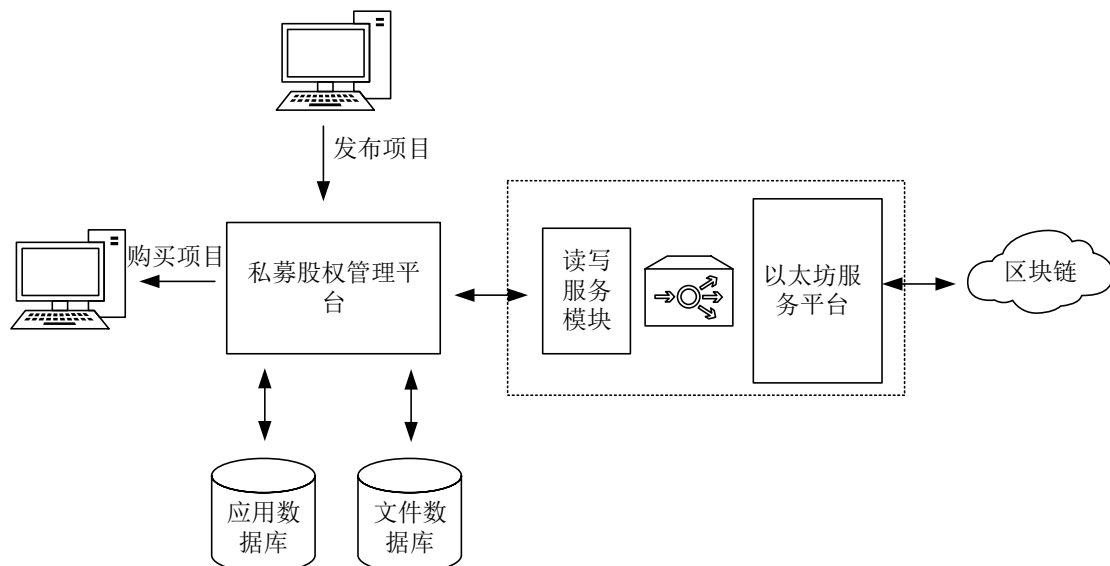 发布项目
购买项目
私募股权管理平
台
读写
服务
模块
以太坊服
务平台
区块链
应用数
据库
文件数
据库